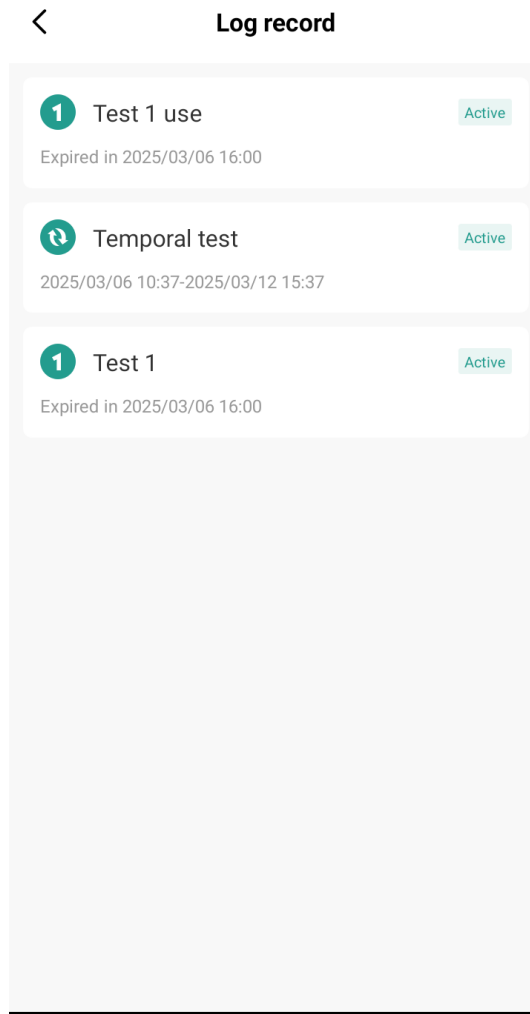 Log record
1 Test 1 use Active
Expired in 2025/03/06 16:00
Temporal test Active
2025/03/06 10:37-2025/03/12 15:37
1 Test 1 Active
Expired in 2025/03/06 16:00